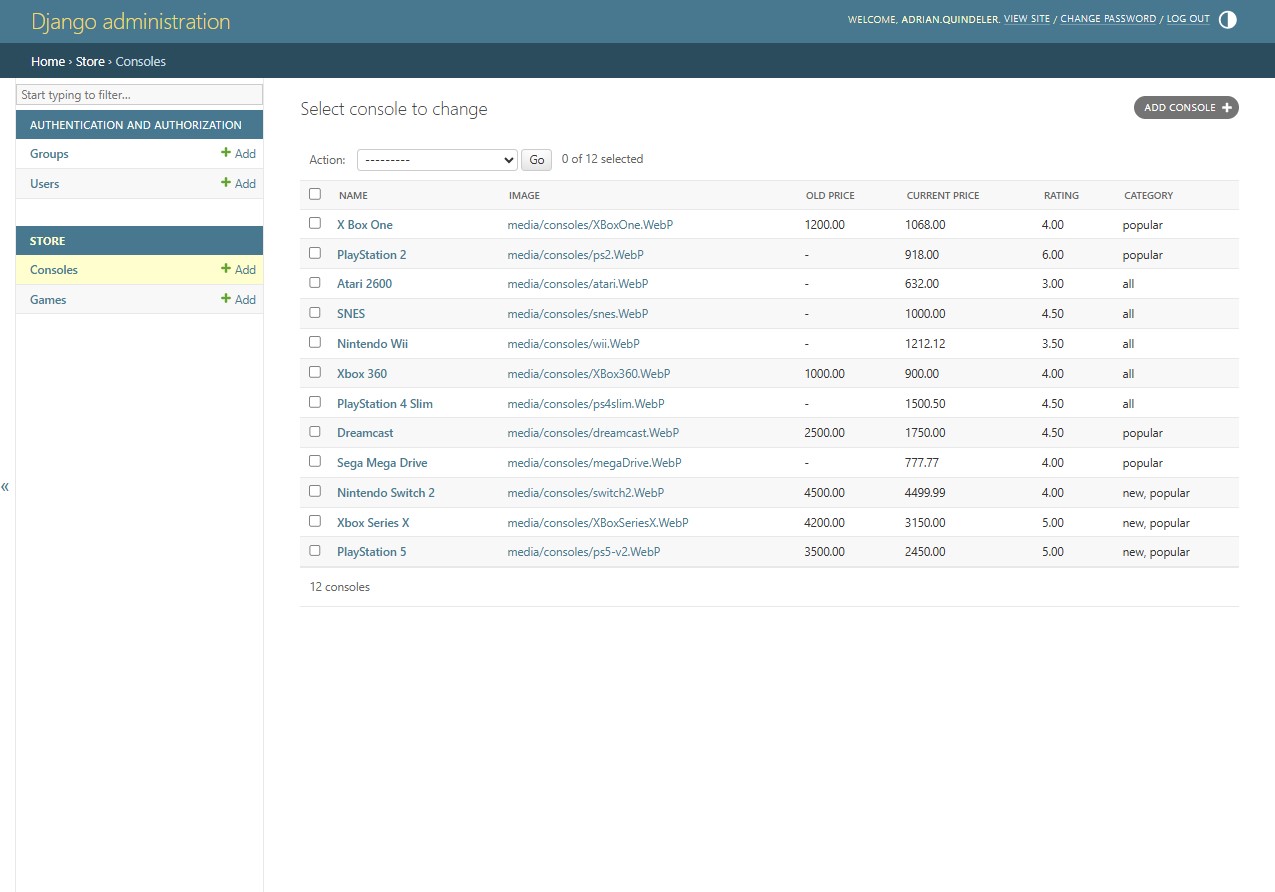 Django administration
WELCOME, ADRIAN.QUINDELER. VIEW SITE / CHANGE PASSWORD / LOG OUT
Home › Store › Consoles
Start typing to filter...
AUTHENTICATION AND AUTHORIZATION
Groups + Add
Users + Add
STORE
Consoles + Add
Games + Add
«
Select console to change
ADD CONSOLE +
Action: --------- Go 0 of 12 selected
NAME IMAGE OLD PRICE CURRENT PRICE RATING CATEGORY
X Box One media/consoles/XBoxOne.WebP 1200.00 1068.00 4.00 popular
PlayStation 2 media/consoles/ps2.WebP - 918.00 6.00 popular
Atari 2600 media/consoles/atari.WebP - 632.00 3.00 all
SNES media/consoles/snes.WebP - 1000.00 4.50 all
Nintendo Wii media/consoles/wii.WebP - 1212.12 3.50 all
Xbox 360 media/consoles/XBox360.WebP 1000.00 900.00 4.00 all
PlayStation 4 Slim media/consoles/ps4slim.WebP - 1500.50 4.50 all
Dreamcast media/consoles/dreamcast.WebP 2500.00 1750.00 4.50 popular
Sega Mega Drive media/consoles/megaDrive.WebP - 777.77 4.00 popular
Nintendo Switch 2 media/consoles/switch2.WebP 4500.00 4499.99 4.00 new, popular
Xbox Series X media/consoles/XBoxSeriesX.WebP 4200.00 3150.00 5.00 new, popular
PlayStation 5 media/consoles/ps5-v2.WebP 3500.00 2450.00 5.00 new, popular
12 consoles